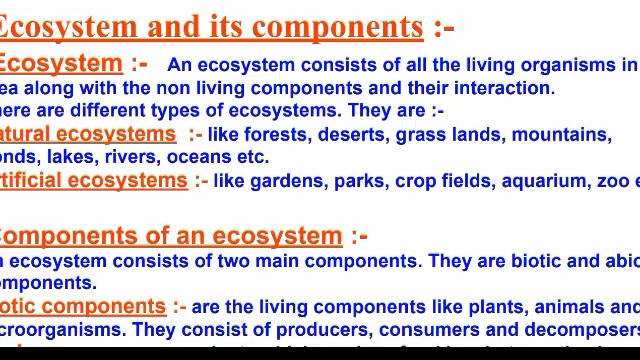 Ecosystem and its components :-
Ecosystem :- An ecosystem consists of all the living organisms in
ea along with the non living components and their interaction.
here are different types of ecosystems. They are :-
atural ecosystems :- like forests, deserts, grass lands, mountains,
onds, lakes, rivers, oceans etc.
rtificial ecosystems :- like gardens, parks, crop fields, aquarium, zoo e
Components of an ecosystem :-
n ecosystem consists of two main components. They are biotic and abio
omponents.
iotic components :- are the living components like plants, animals and
icroorganisms. They consist of producers, consumers and decomposers